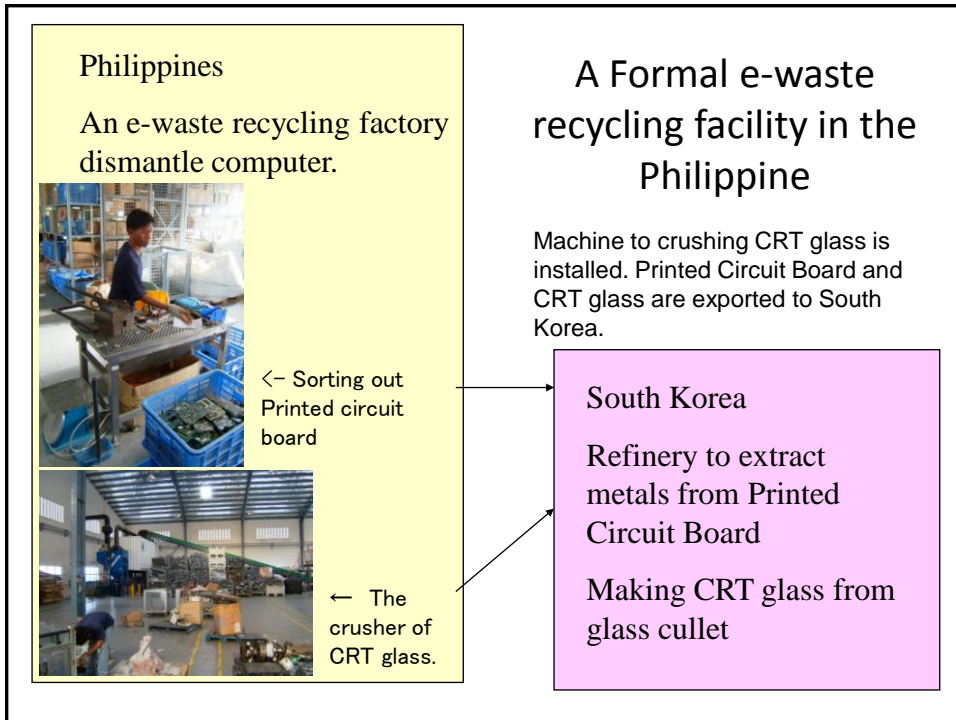 Philippines
An e-waste recycling factory
dismantle computer.
<- Sorting out
Printed circuit
board
← The
crusher of
CRT glass.
A Formal e-waste
recycling facility in the
Philippine
Machine to crushing CRT glass is
installed. Printed Circuit Board and
CRT glass are exported to South
Korea.
South Korea
Refinery to extract
metals from Printed
Circuit Board
Making CRT glass from
glass cullet